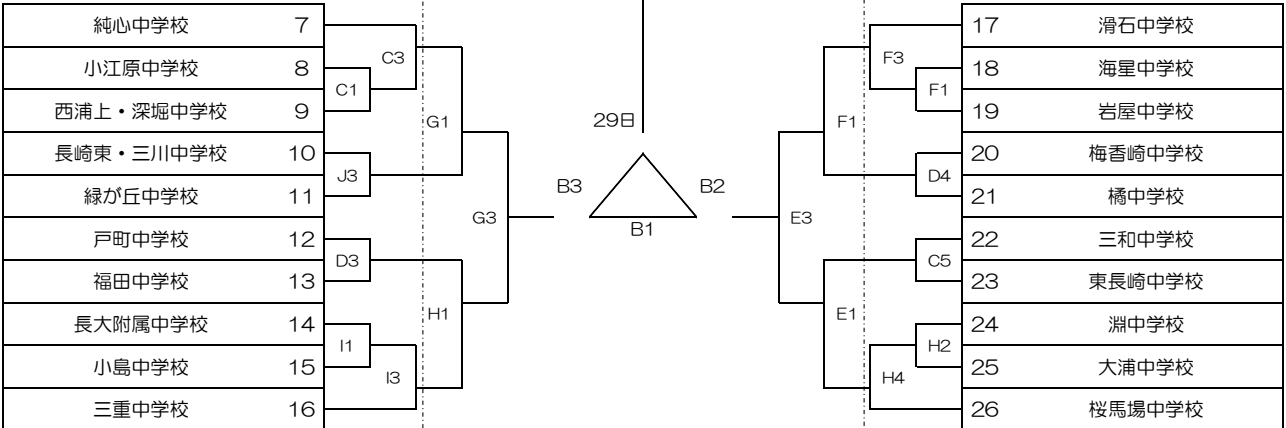 純心中学校 7
小江原中学校 8
西浦上・深堀中学校 9
長崎東・三川中学校 10
緑が丘中学校 11
戸町中学校 12
福田中学校 13
長大附属中学校 14
小島中学校 15
三重中学校 16
C3
C1
G1
J3
G3
D3
H1
I1
I3
29日
B3
B2
B1
F3
F1
F1
D4
E3
C5
E1
H2
H4
17 滑石中学校
18 海星中学校
19 岩屋中学校
20 梅香崎中学校
21 橘中学校
22 三和中学校
23 東長崎中学校
24 淵中学校
25 大浦中学校
26 桜馬場中学校